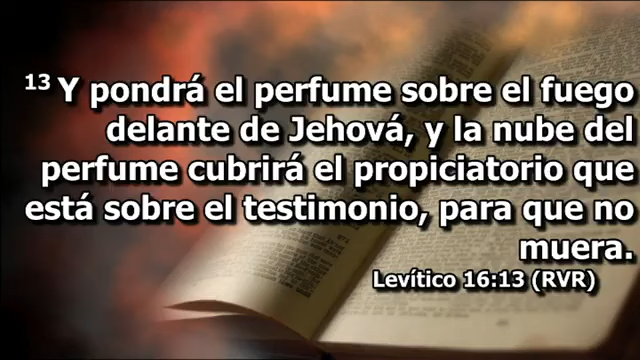 13 Y pondrá el perfume sobre el fuego
delante de Jehová, y la nube del
perfume cubrirá el propiciatorio que
está sobre el testimonio, para que no
muera.
Levítico 16:13 (RVR)